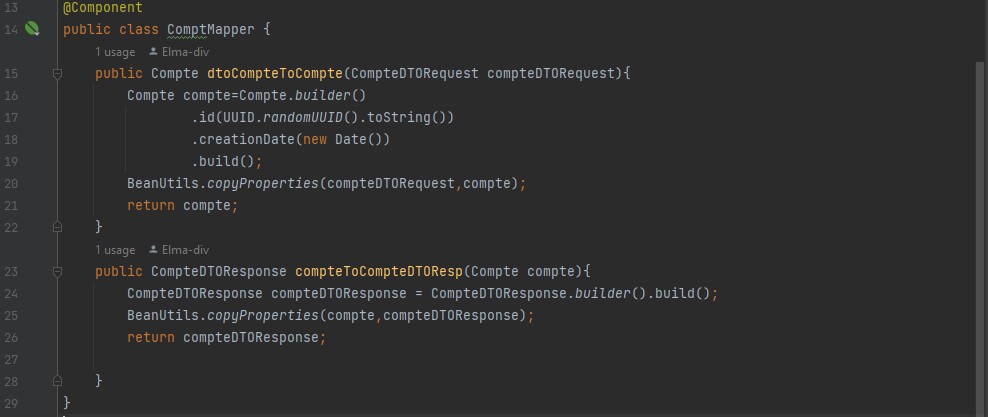 13 @Component
14 public class ComptMapper {
1 usage Elma-div
15 public Compte dtoCompteToCompte(CompteDTORequest compteDTORequest){
16 Compte compte=Compte.builder()
17 .id(UUID.randomUUID().toString())
18 .creationDate(new Date())
19 .build();
20 BeanUtils.copyProperties(compteDTORequest,compte);
21 return compte;
22 }
1 usage Elma-div
23 public CompteDTOResponse compteToCompteDTOResp(Compte compte){
24 CompteDTOResponse compteDTOResponse = CompteDTOResponse.builder().build();
25 BeanUtils.copyProperties(compte,compteDTOResponse);
26 return compteDTOResponse;
27
28 }
29 }